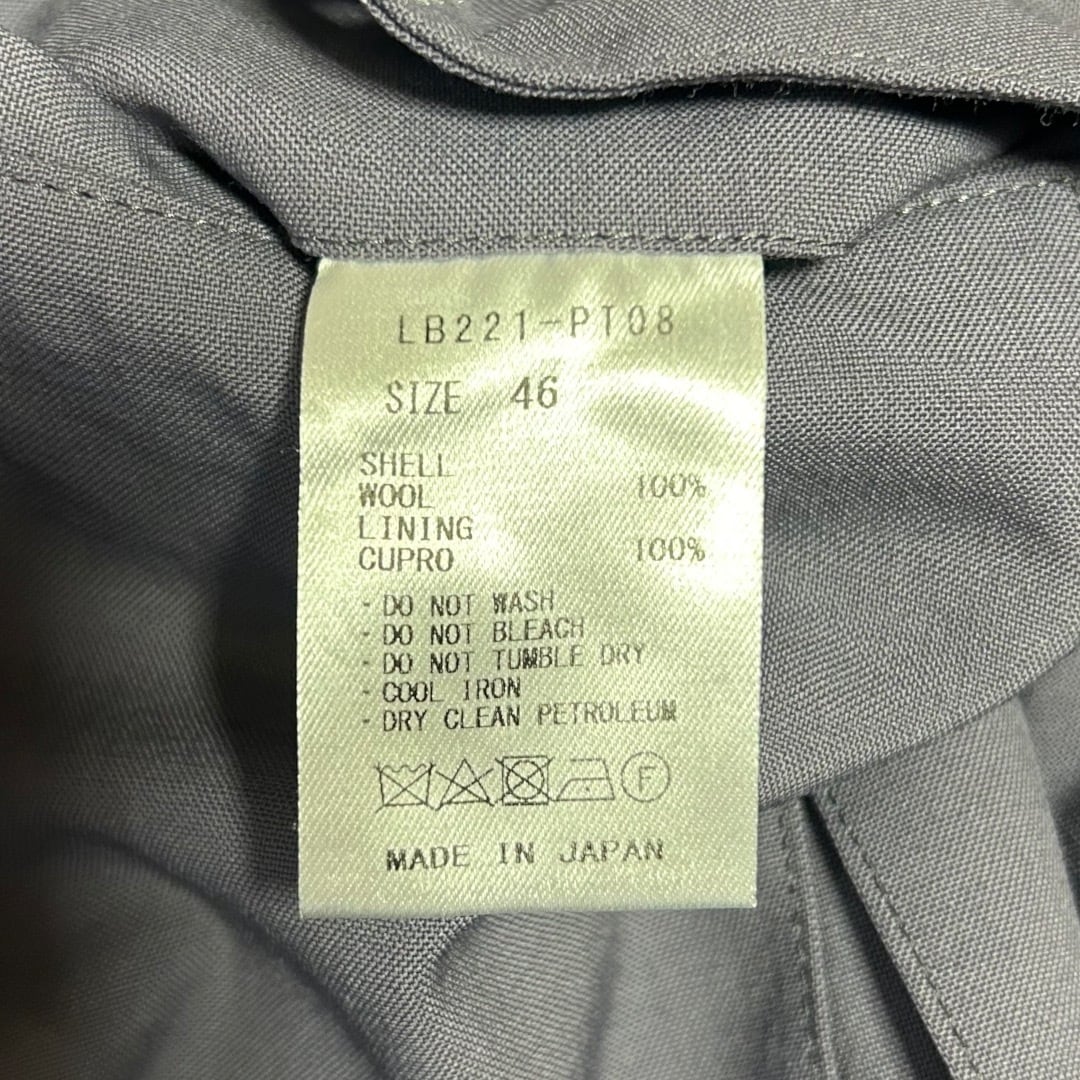 LB221-PT08
SIZE 46
SHELL
WOOL 100%
LINING
CUPRO 100%
- DO NOT WASH
- DO NOT BLEACH
- DO NOT TUMBLE DRY
- COOL IRON
- DRY CLEAN PETROLEUM
F
MADE IN JAPAN